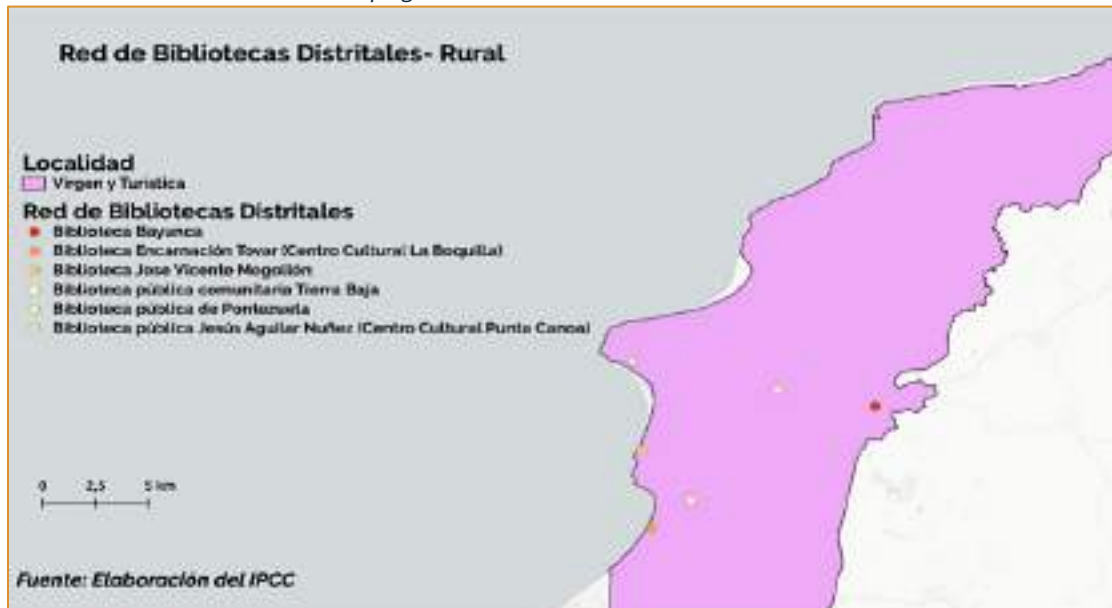 Red de Bibliotecas Distritales- Rural
Localidad
Virgen y Turística
Red de Bibliotecas Distritales
Biblioteca Bayunca
Biblioteca Encarnación Tovar (Centro Cultural La Boquilla)
Biblioteca Jose Vicente Mogollón
Biblioteca pública comunitaria Tierra Baja
Biblioteca pública de Pontezuela
Biblioteca pública Jesús Aguilar Nuñez (Centro Cultural Punta Canoa)
0 2,5 5 km
Fuente: Elaboración del IPCC